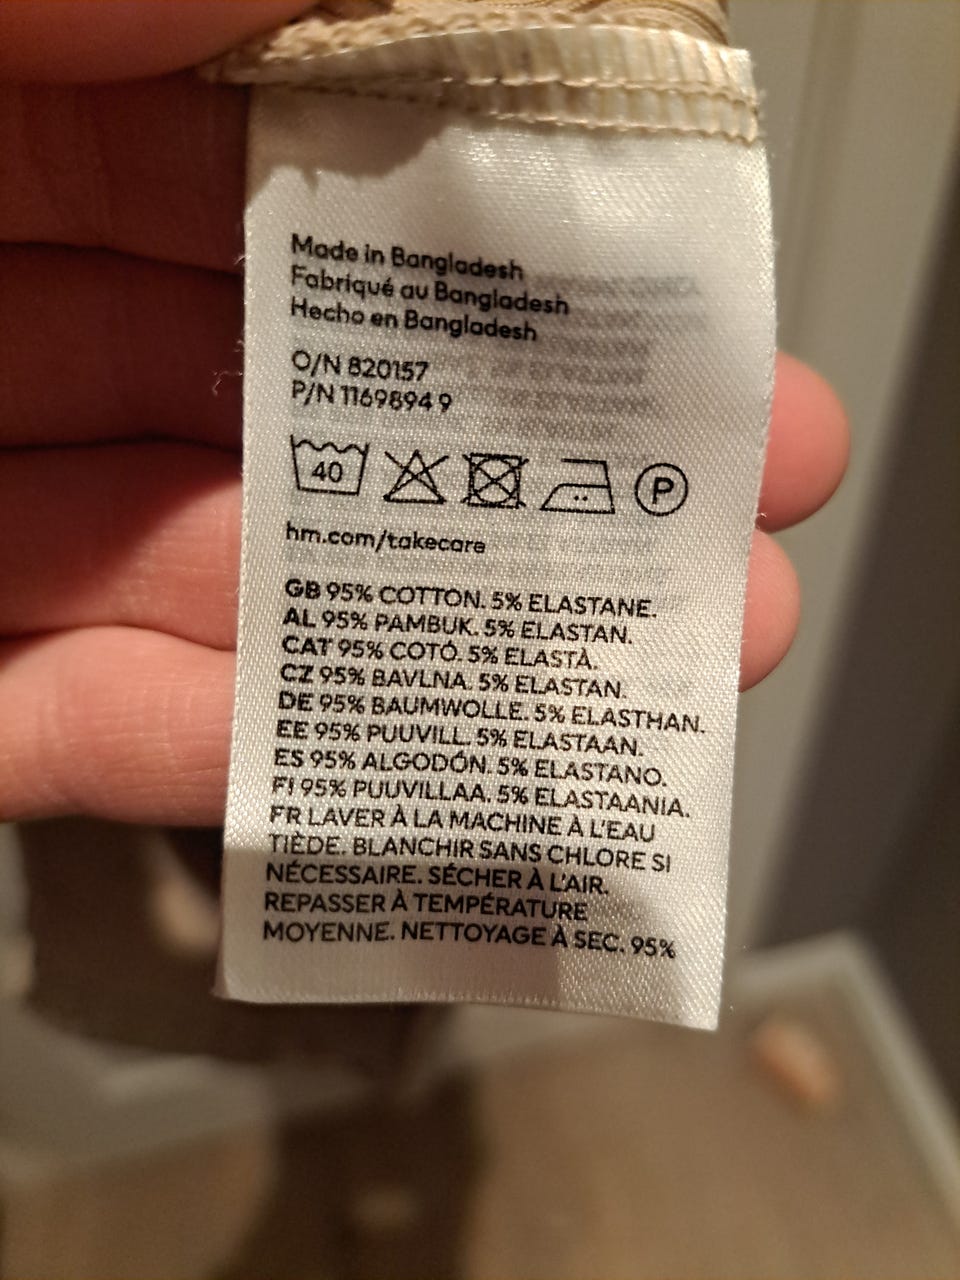 Made in Bangladesh
Fabriqué au Bangladesh
Hecho en Bangladesh
O/N 820157
P/N 1169894 9
40 P
hm.com/takecare
GB 95% COTTON. 5% ELASTANE.
AL 95% PAMBUK. 5% ELASTAN.
CAT 95% COTÓ. 5% ELASTÀ.
CZ 95% BAVLNA. 5% ELASTAN.
DE 95% BAUMWOLLE. 5% ELASTHAN.
EE 95% PUUVILL. 5% ELASTAAN.
ES 95% ALGODÓN. 5% ELASTANO.
FI 95% PUUVILLAA. 5% ELASTAANIA.
FR LAVER À LA MACHINE À L'EAU
TIÈDE. BLANCHIR SANS CHLORE SI
NÉCESSAIRE. SÉCHER À L'AIR.
REPASSER À TEMPÉRATURE
MOYENNE. NETTOYAGE À SEC. 95%